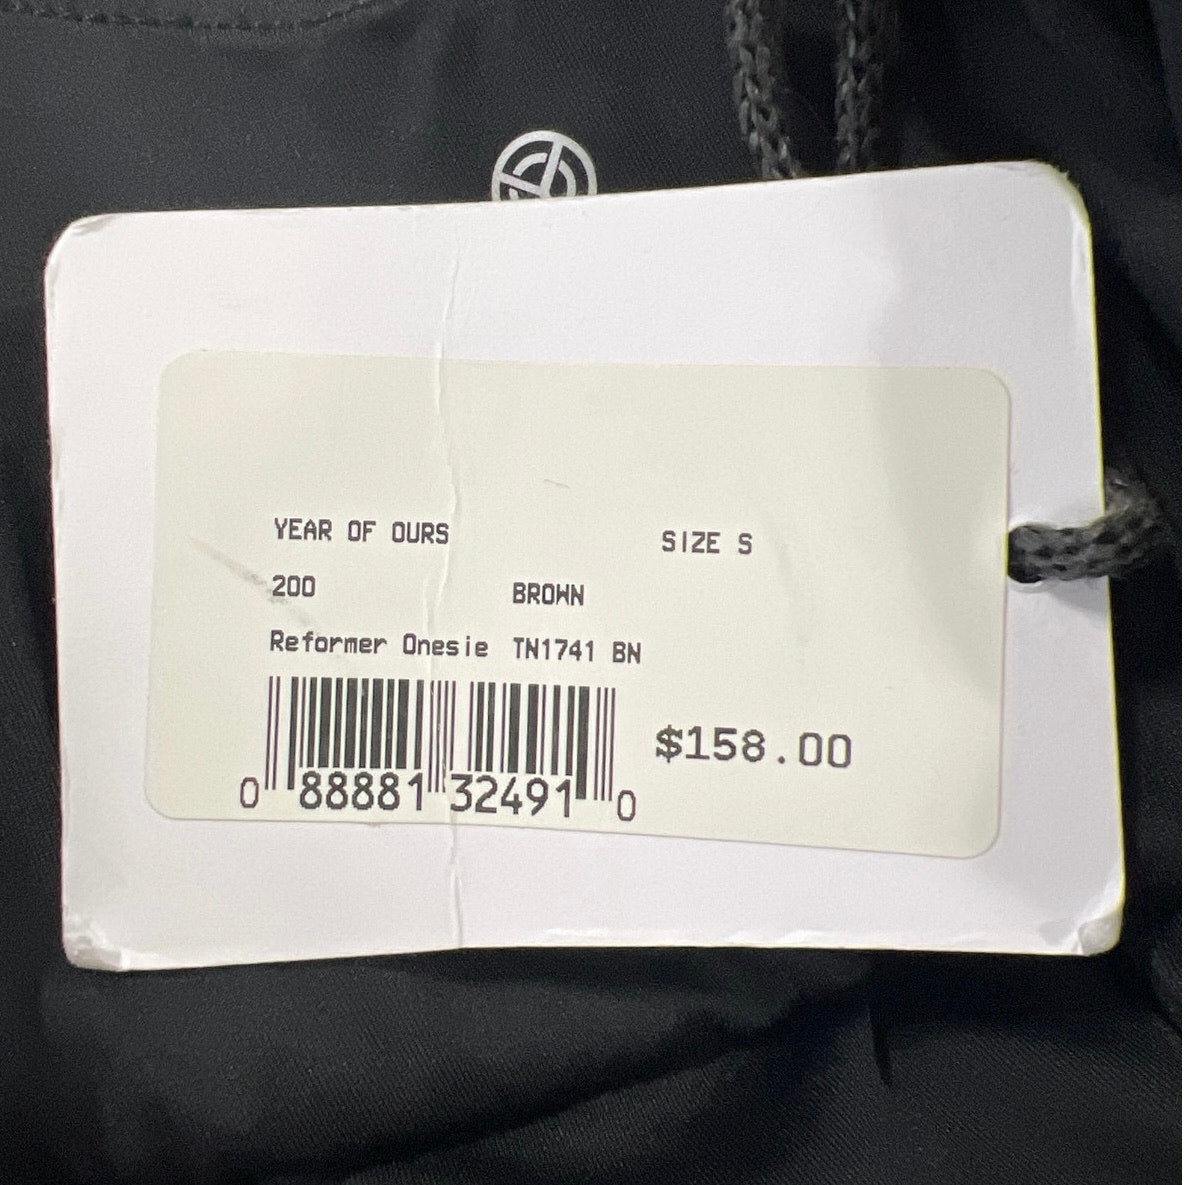 YEAR OF OURS SIZE S
200 BROWN
Reformer Onesie TN1741 BN
$158.00
0 88881 32491 0